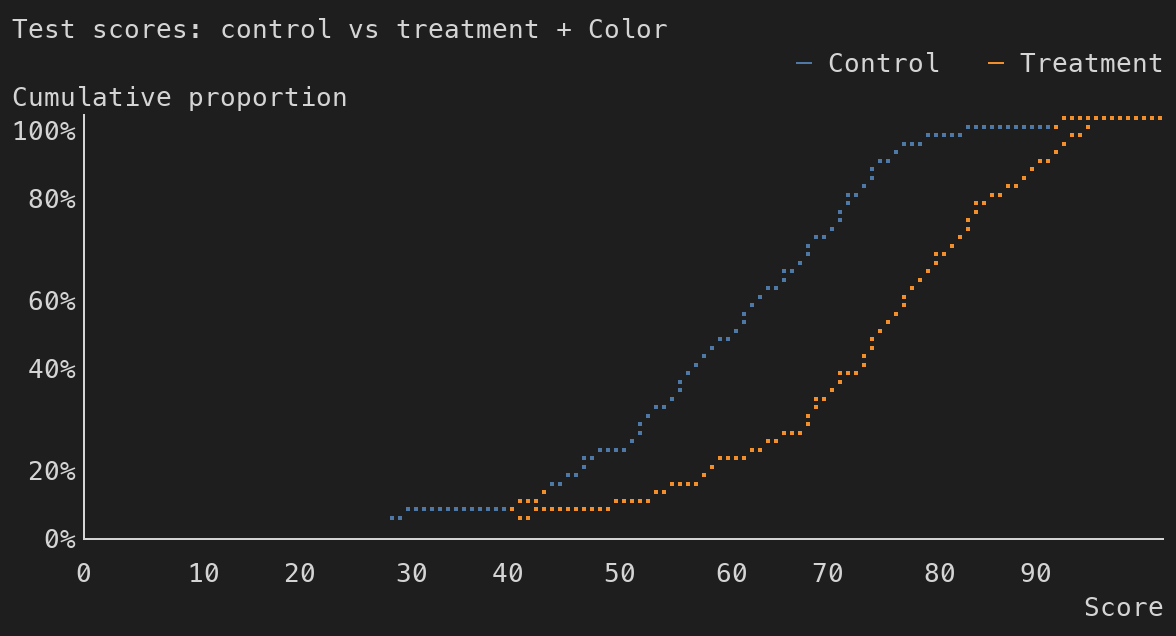 Test scores: control vs treatment + Color
Control Treatment
Cumulative proportion
100%
80%
60%
40%
20%
0%
0 10 20 30 40 50 60 70 80 90
Score